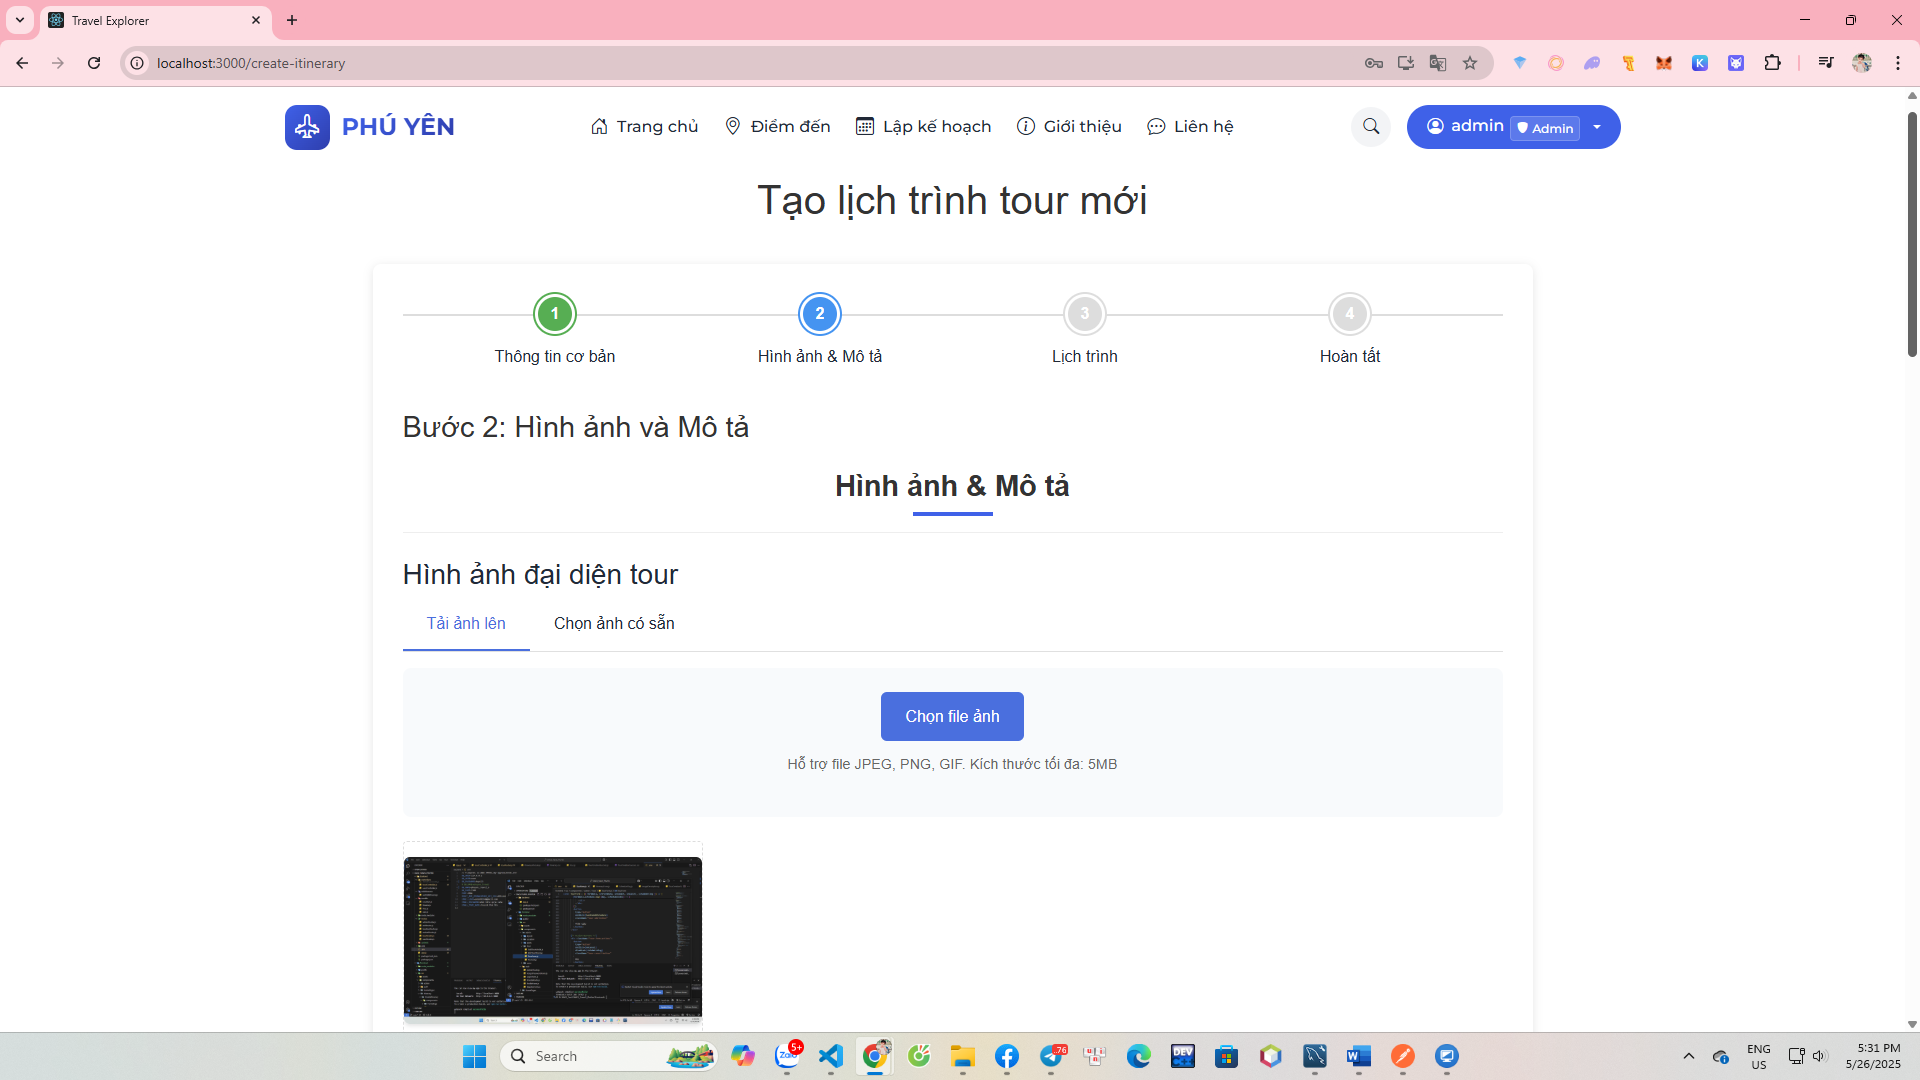 Travel Explorer
localhost:3000/create-itinerary
PHÚ YÊN
Trang chủ
Điểm đến
Lập kế hoạch
Giới thiệu
Liên hệ
admin Admin
Tạo lịch trình tour mới
1
2
3
4
Thông tin cơ bản
Hình ảnh & Mô tả
Lịch trình
Hoàn tất
Bước 2: Hình ảnh và Mô tả
Hình ảnh & Mô tả
Hình ảnh đại diện tour
Tải ảnh lên
Chọn ảnh có sẵn
Chọn file ảnh
Hỗ trợ file JPEG, PNG, GIF. Kích thước tối đa: 5MB
Search
Zalo
5+
.76
DEV
ENG
US
5:31 PM
5/26/2025